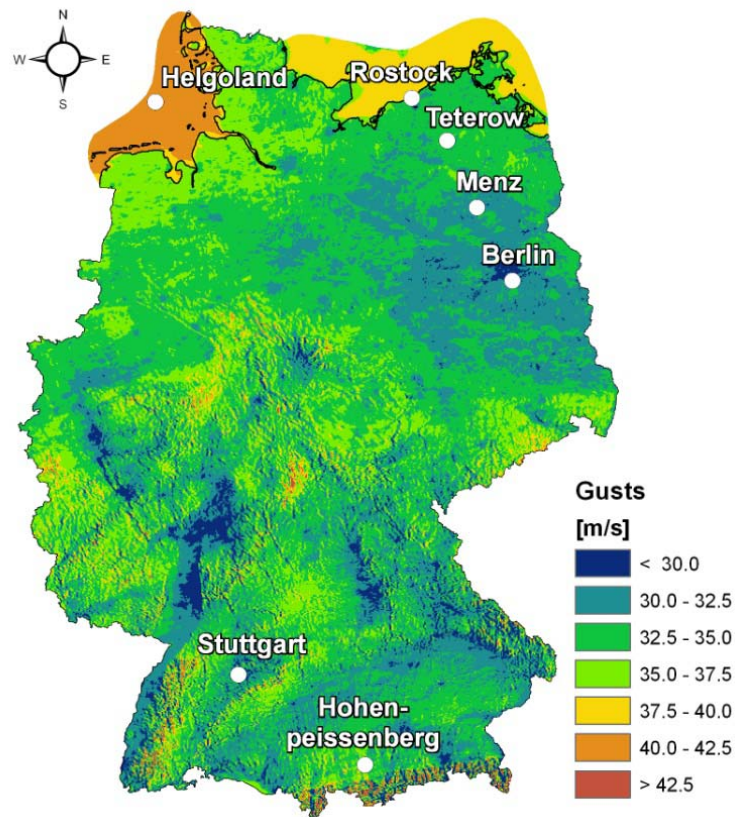 N
W E
S
Helgoland
Rostock
Teterow
Menz
Berlin
Stuttgart
Hohen-
peissenberg
Gusts
[m/s]
< 30.0
30.0 - 32.5
32.5 - 35.0
35.0 - 37.5
37.5 - 40.0
40.0 - 42.5
> 42.5